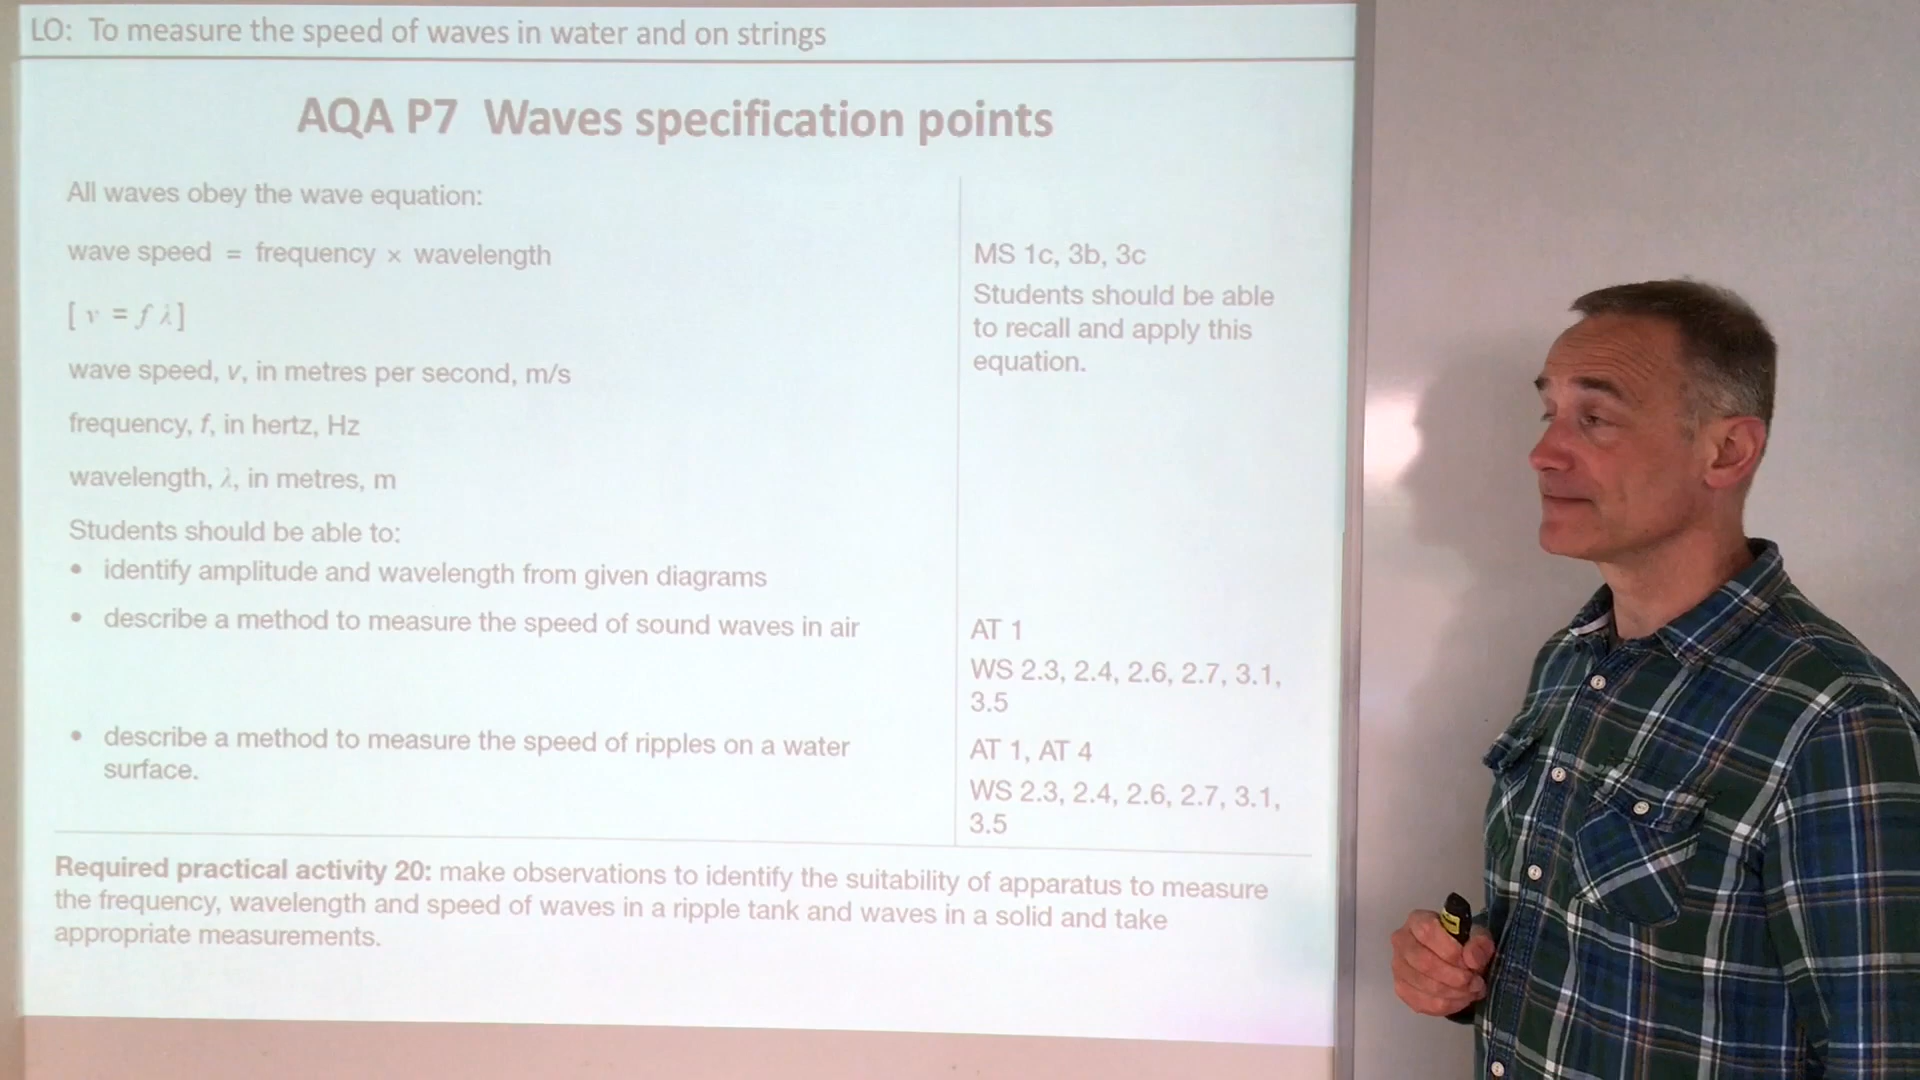 LO: To measure the speed of waves in water and on strings
AQA P7 Waves specification points
All waves obey the wave equation:
wave speed = frequency × wavelength
[ v = f λ ]
wave speed, v, in metres per second, m/s
frequency, f, in hertz, Hz
wavelength, λ, in metres, m
Students should be able to:
• identify amplitude and wavelength from given diagrams
• describe a method to measure the speed of sound waves in air
• describe a method to measure the speed of ripples on a water
surface.
MS 1c, 3b, 3c
Students should be able
to recall and apply this
equation.
AT 1
WS 2.3, 2.4, 2.6, 2.7, 3.1,
3.5
AT 1, AT 4
WS 2.3, 2.4, 2.6, 2.7, 3.1,
3.5
Required practical activity 20: make observations to identify the suitability of apparatus to measure
the frequency, wavelength and speed of waves in a ripple tank and waves in a solid and take
appropriate measurements.